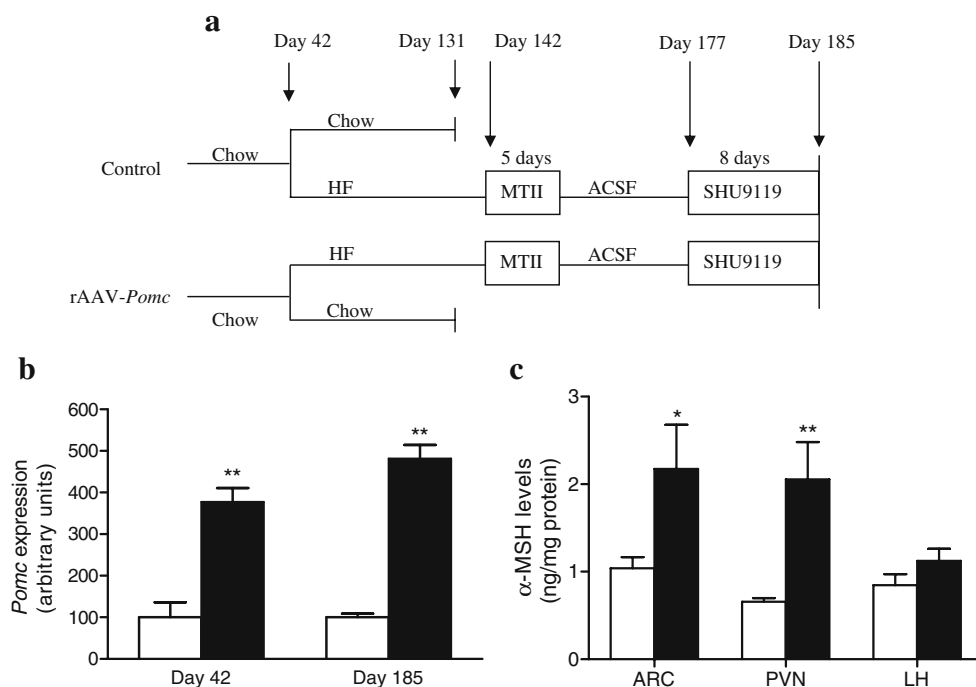 a
Day 42
Day 131
Day 142
Day 177
Day 185
Control
Chow
Chow
HF
5 days
MTII
ACSF
8 days
SHU9119
rAAV-Pomc
Chow
HF
Chow
MTII
ACSF
SHU9119
b
Pomc expression
(arbitrary units)
600
500
400
300
200
100
0
**
**
Day 42
Day 185
c
α-MSH levels
(ng/mg protein)
3
2
1
0
*
**
ARC
PVN
LH